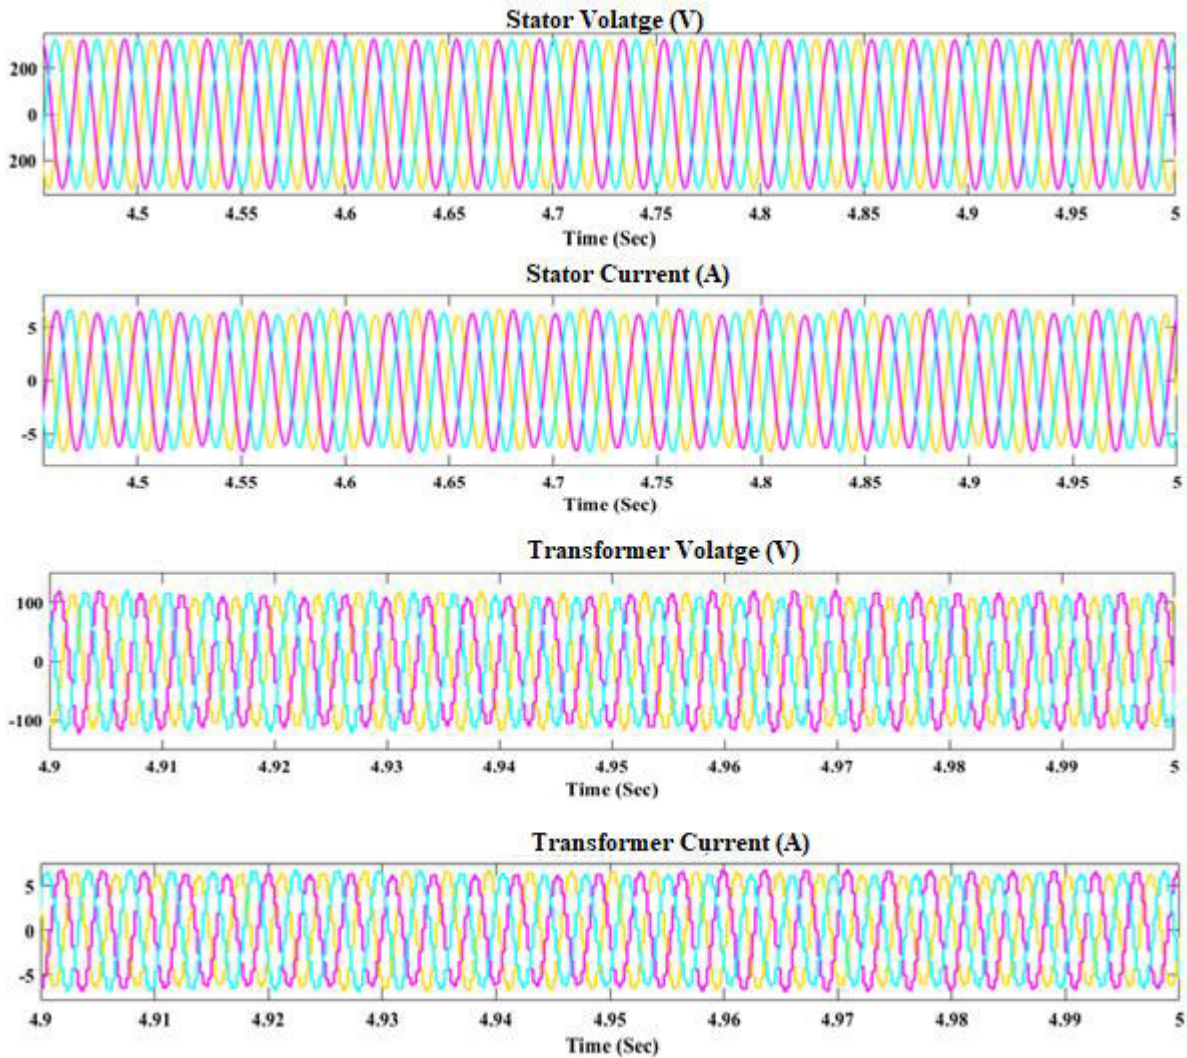 Stator Volatge (V)
200
0
200
4.5 4.55 4.6 4.65 4.7 4.75 4.8 4.85 4.9 4.95 5
Time (Sec)
Stator Current (A)
5
0
-5
4.5 4.55 4.6 4.65 4.7 4.75 4.8 4.85 4.9 4.95 5
Time (Sec)
Transformer Volatge (V)
100
0
-100
4.9 4.91 4.92 4.93 4.94 4.95 4.96 4.97 4.98 4.99 5
Time (Sec)
Transformer Current (A)
5
0
-5
4.9 4.91 4.92 4.93 4.94 4.95 4.96 4.97 4.98 4.99 5
Time (Sec)